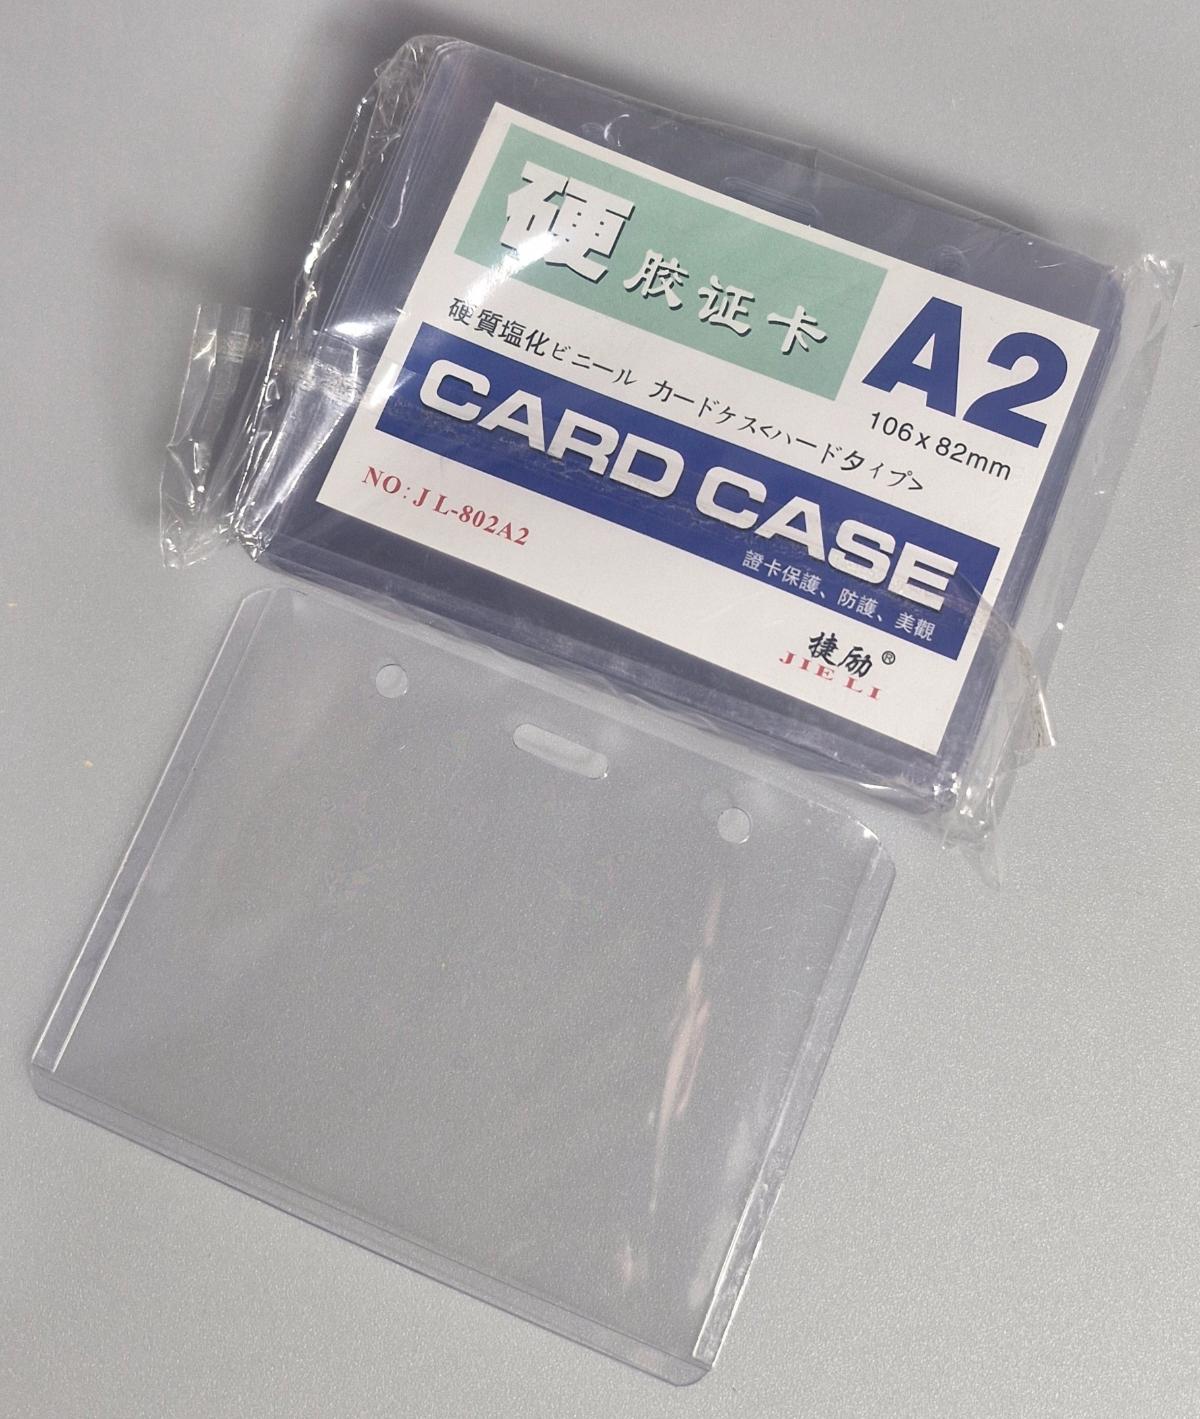 硬胶证卡
A2
106 x 82mm
硬質塩化ビニール カードケス<ハードタイプ>
CARD CASE
證卡保護、防護、美觀
NO: JL-802A2
捷励®
JIE LI